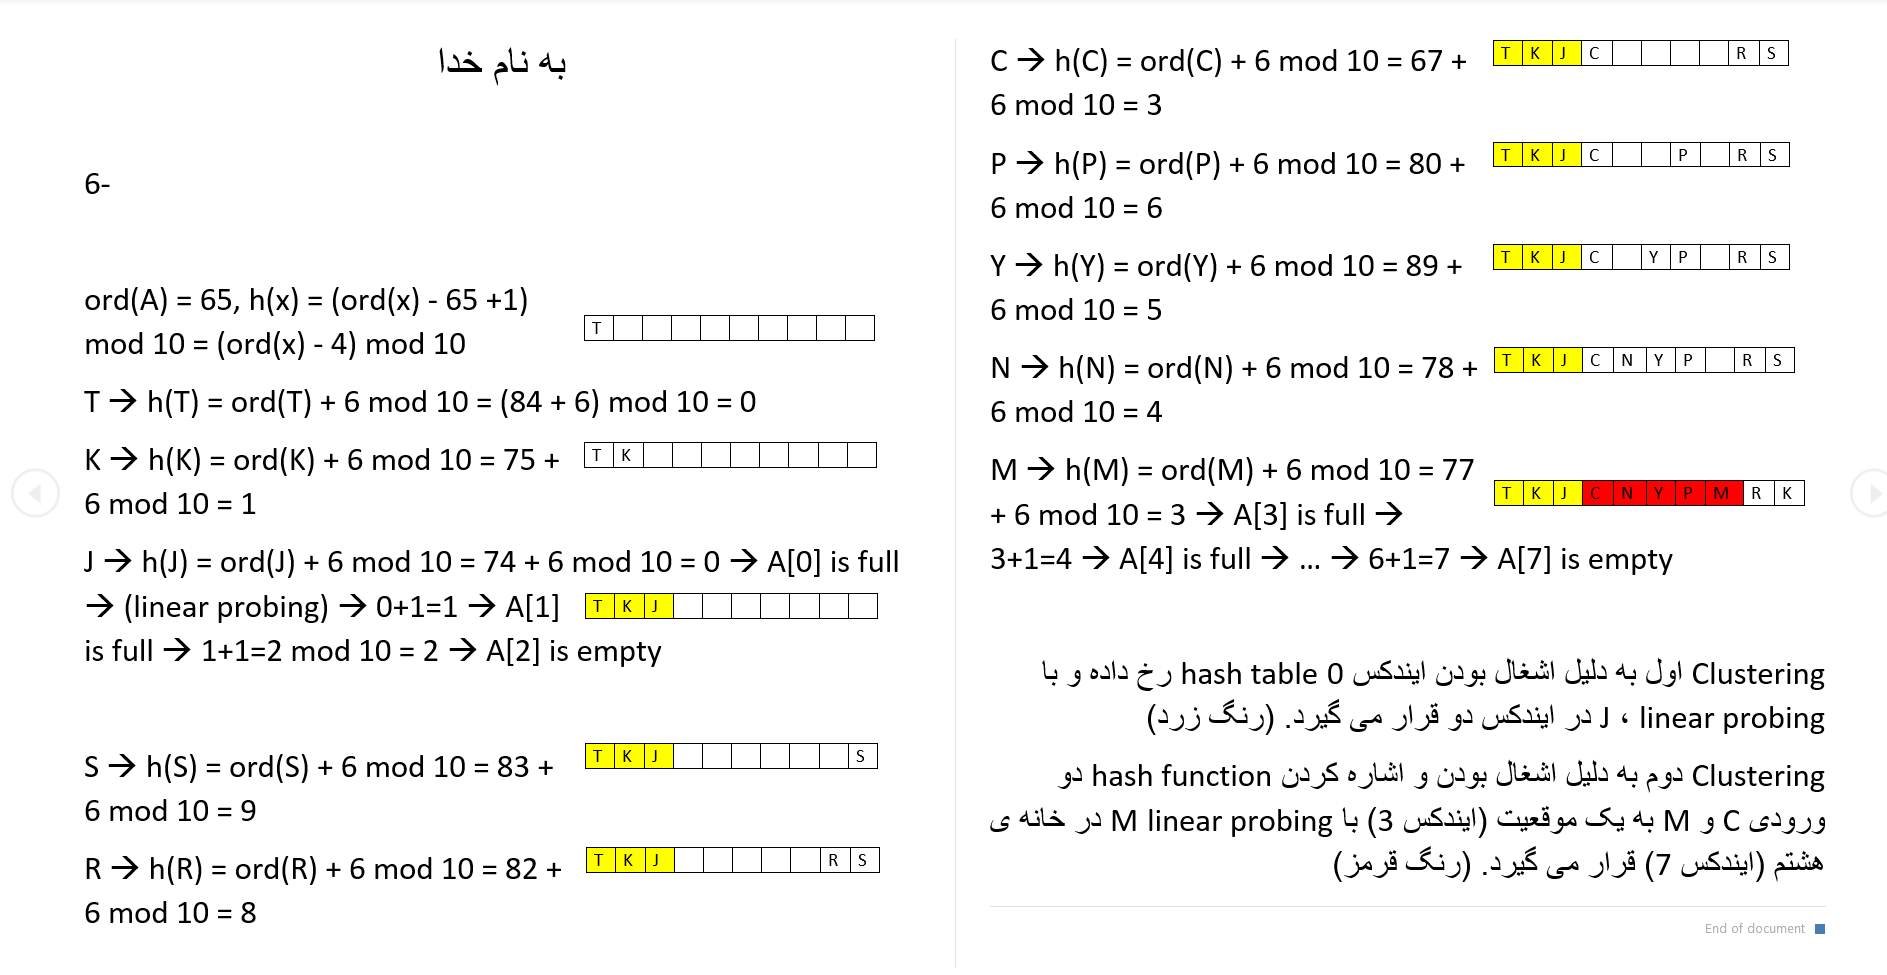 به نام خدا
6-
ord(A) = 65, h(x) = (ord(x) - 65 +1)
mod 10 = (ord(x) - 4) mod 10
T
T → h(T) = ord(T) + 6 mod 10 = (84 + 6) mod 10 = 0
K → h(K) = ord(K) + 6 mod 10 = 75 +
T K
6 mod 10 = 1
J → h(J) = ord(J) + 6 mod 10 = 74 + 6 mod 10 = 0 → A[0] is full
→ (linear probing) → 0+1=1 → A[1]
T K J
is full → 1+1=2 mod 10 = 2 → A[2] is empty
S → h(S) = ord(S) + 6 mod 10 = 83 +
T K J S
6 mod 10 = 9
R → h(R) = ord(R) + 6 mod 10 = 82 +
T K J R S
6 mod 10 = 8
C → h(C) = ord(C) + 6 mod 10 = 67 +
T K J C R S
6 mod 10 = 3
P → h(P) = ord(P) + 6 mod 10 = 80 +
T K J C P R S
6 mod 10 = 6
Y → h(Y) = ord(Y) + 6 mod 10 = 89 +
T K J C Y P R S
6 mod 10 = 5
N → h(N) = ord(N) + 6 mod 10 = 78 +
T K J C N Y P R S
6 mod 10 = 4
M → h(M) = ord(M) + 6 mod 10 = 77
T K J C N Y P M R K
+ 6 mod 10 = 3 → A[3] is full →
3+1=4 → A[4] is full → ... → 6+1=7 → A[7] is empty
Clustering اول به دلیل اشغال بودن ایندکس 0 hash table رخ داده و با
linear probing ، J در ایندکس دو قرار می گیرد. (رنگ زرد)
Clustering دوم به دلیل اشغال بودن و اشاره کردن hash function دو
ورودی C و M به یک موقعیت (ایندکس 3) با M linear probing در خانه ی
هشتم (ایندکس 7) قرار می گیرد. (رنگ قرمز)
End of document